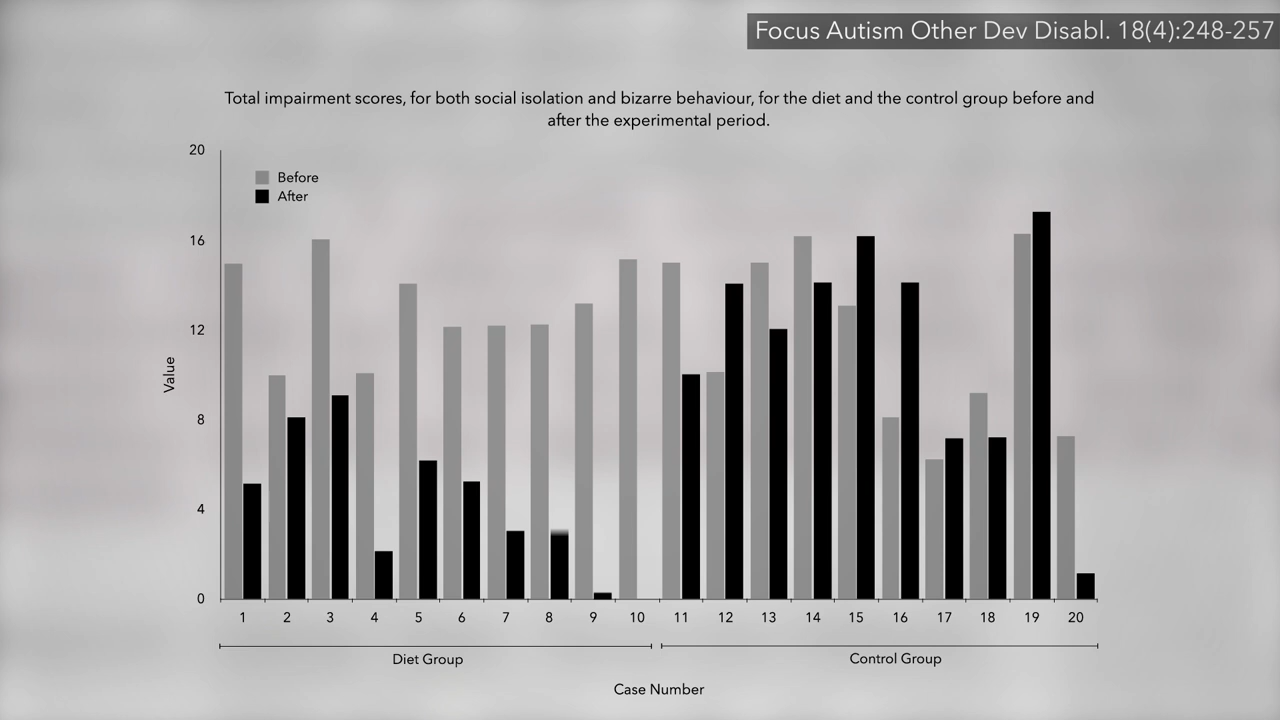 Focus Autism Other Dev Disabl. 18(4):248-257
Total impairment scores, for both social isolation and bizarre behaviour, for the diet and the control group before and
after the experimental period.
20
Before
After
16
12
Value
8
4
0
1 2 3 4 5 6 7 8 9 10 11 12 13 14 15 16 17 18 19 20
Diet Group Control Group
Case Number